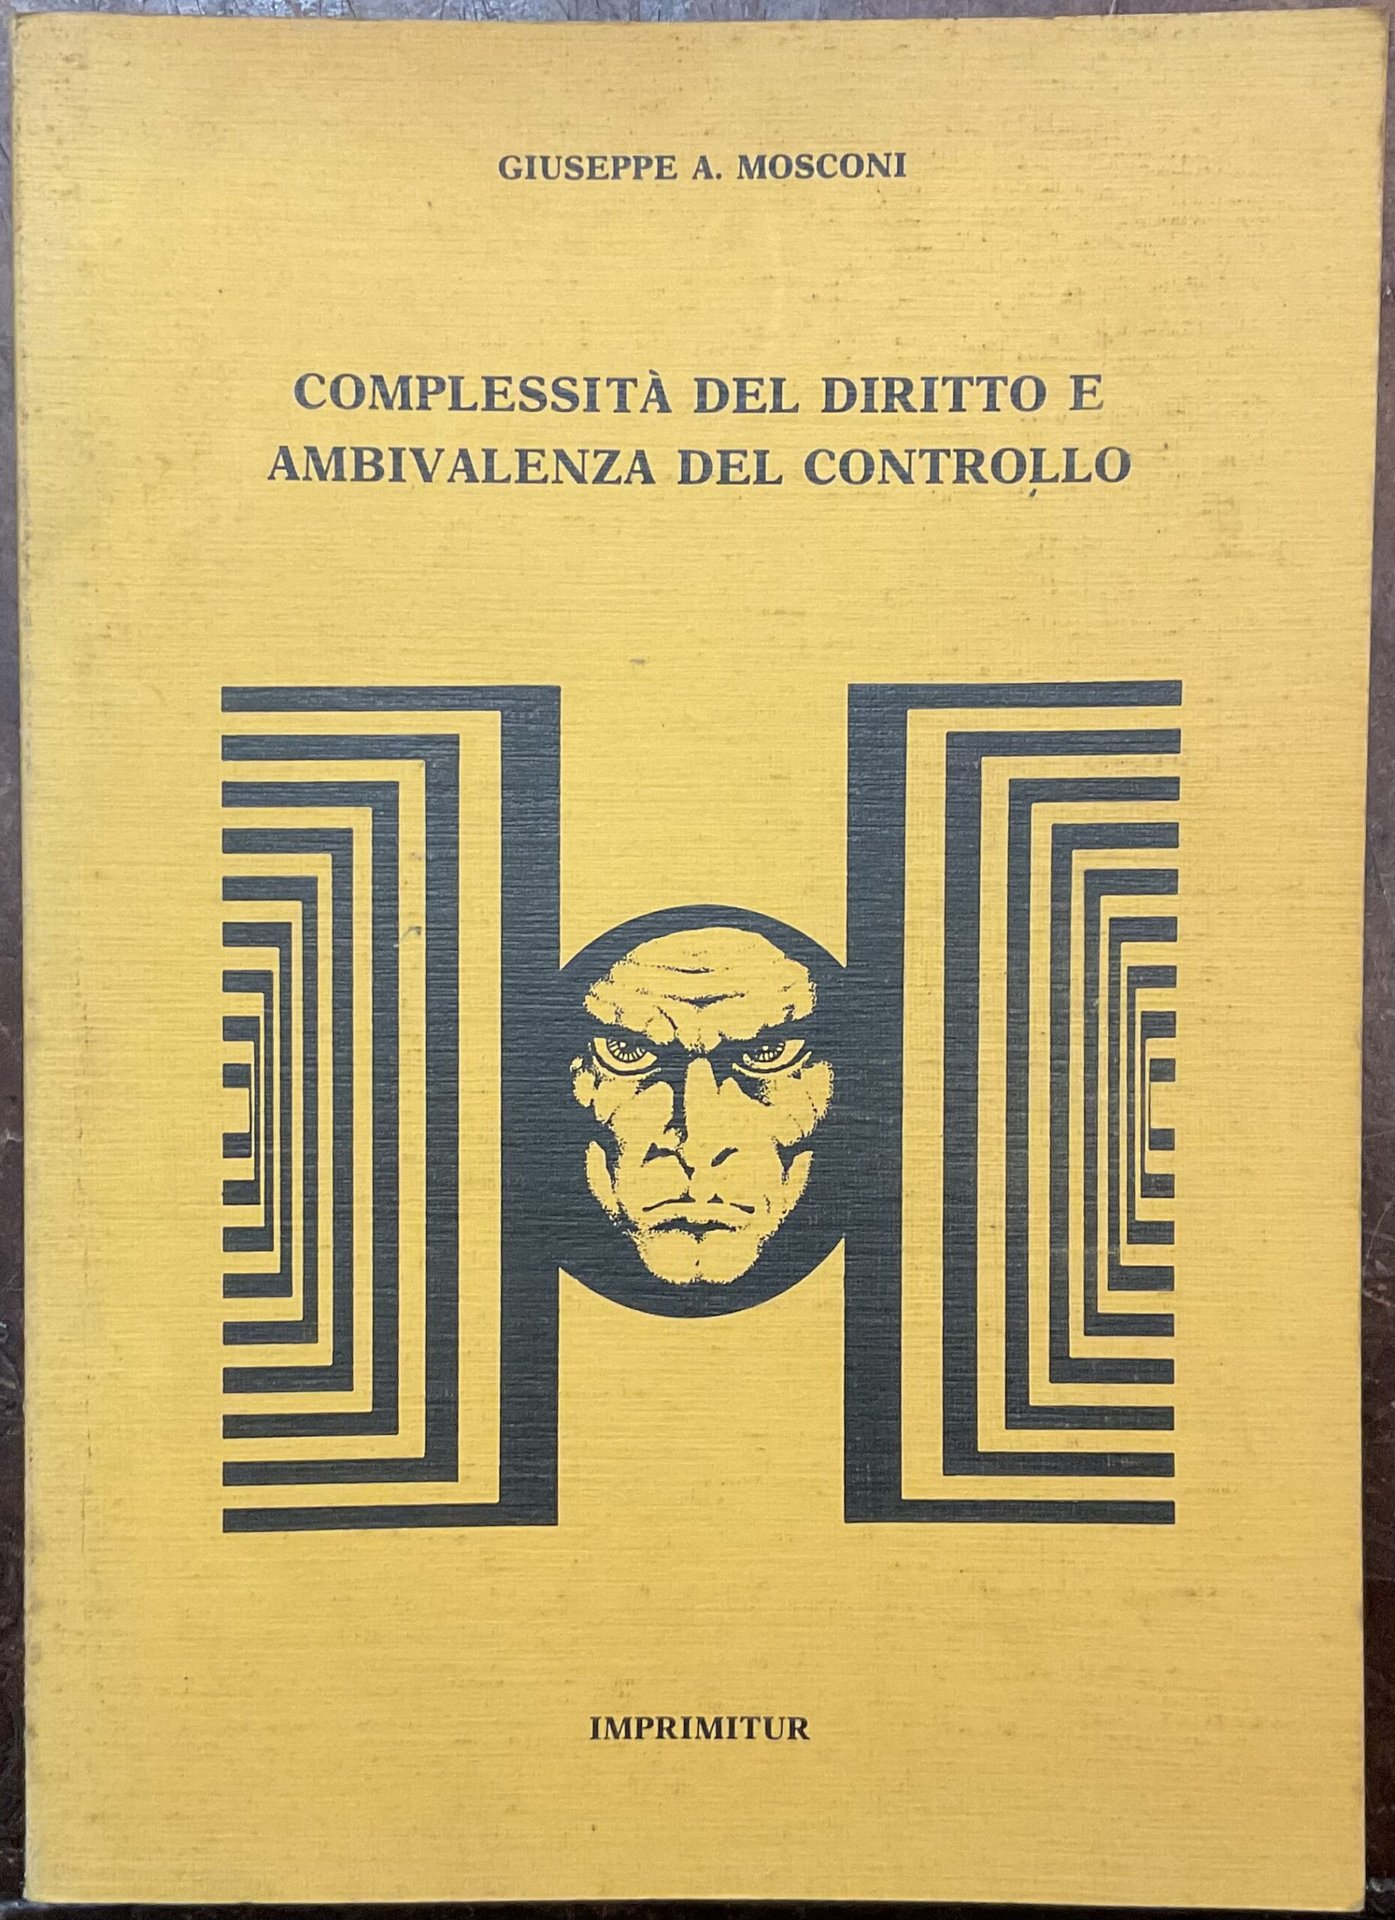 GIUSEPPE A. MOSCONI
COMPLESSITÀ DEL DIRITTO E
AMBIVALENZA DEL CONTROLLO
IMPRIMITUR